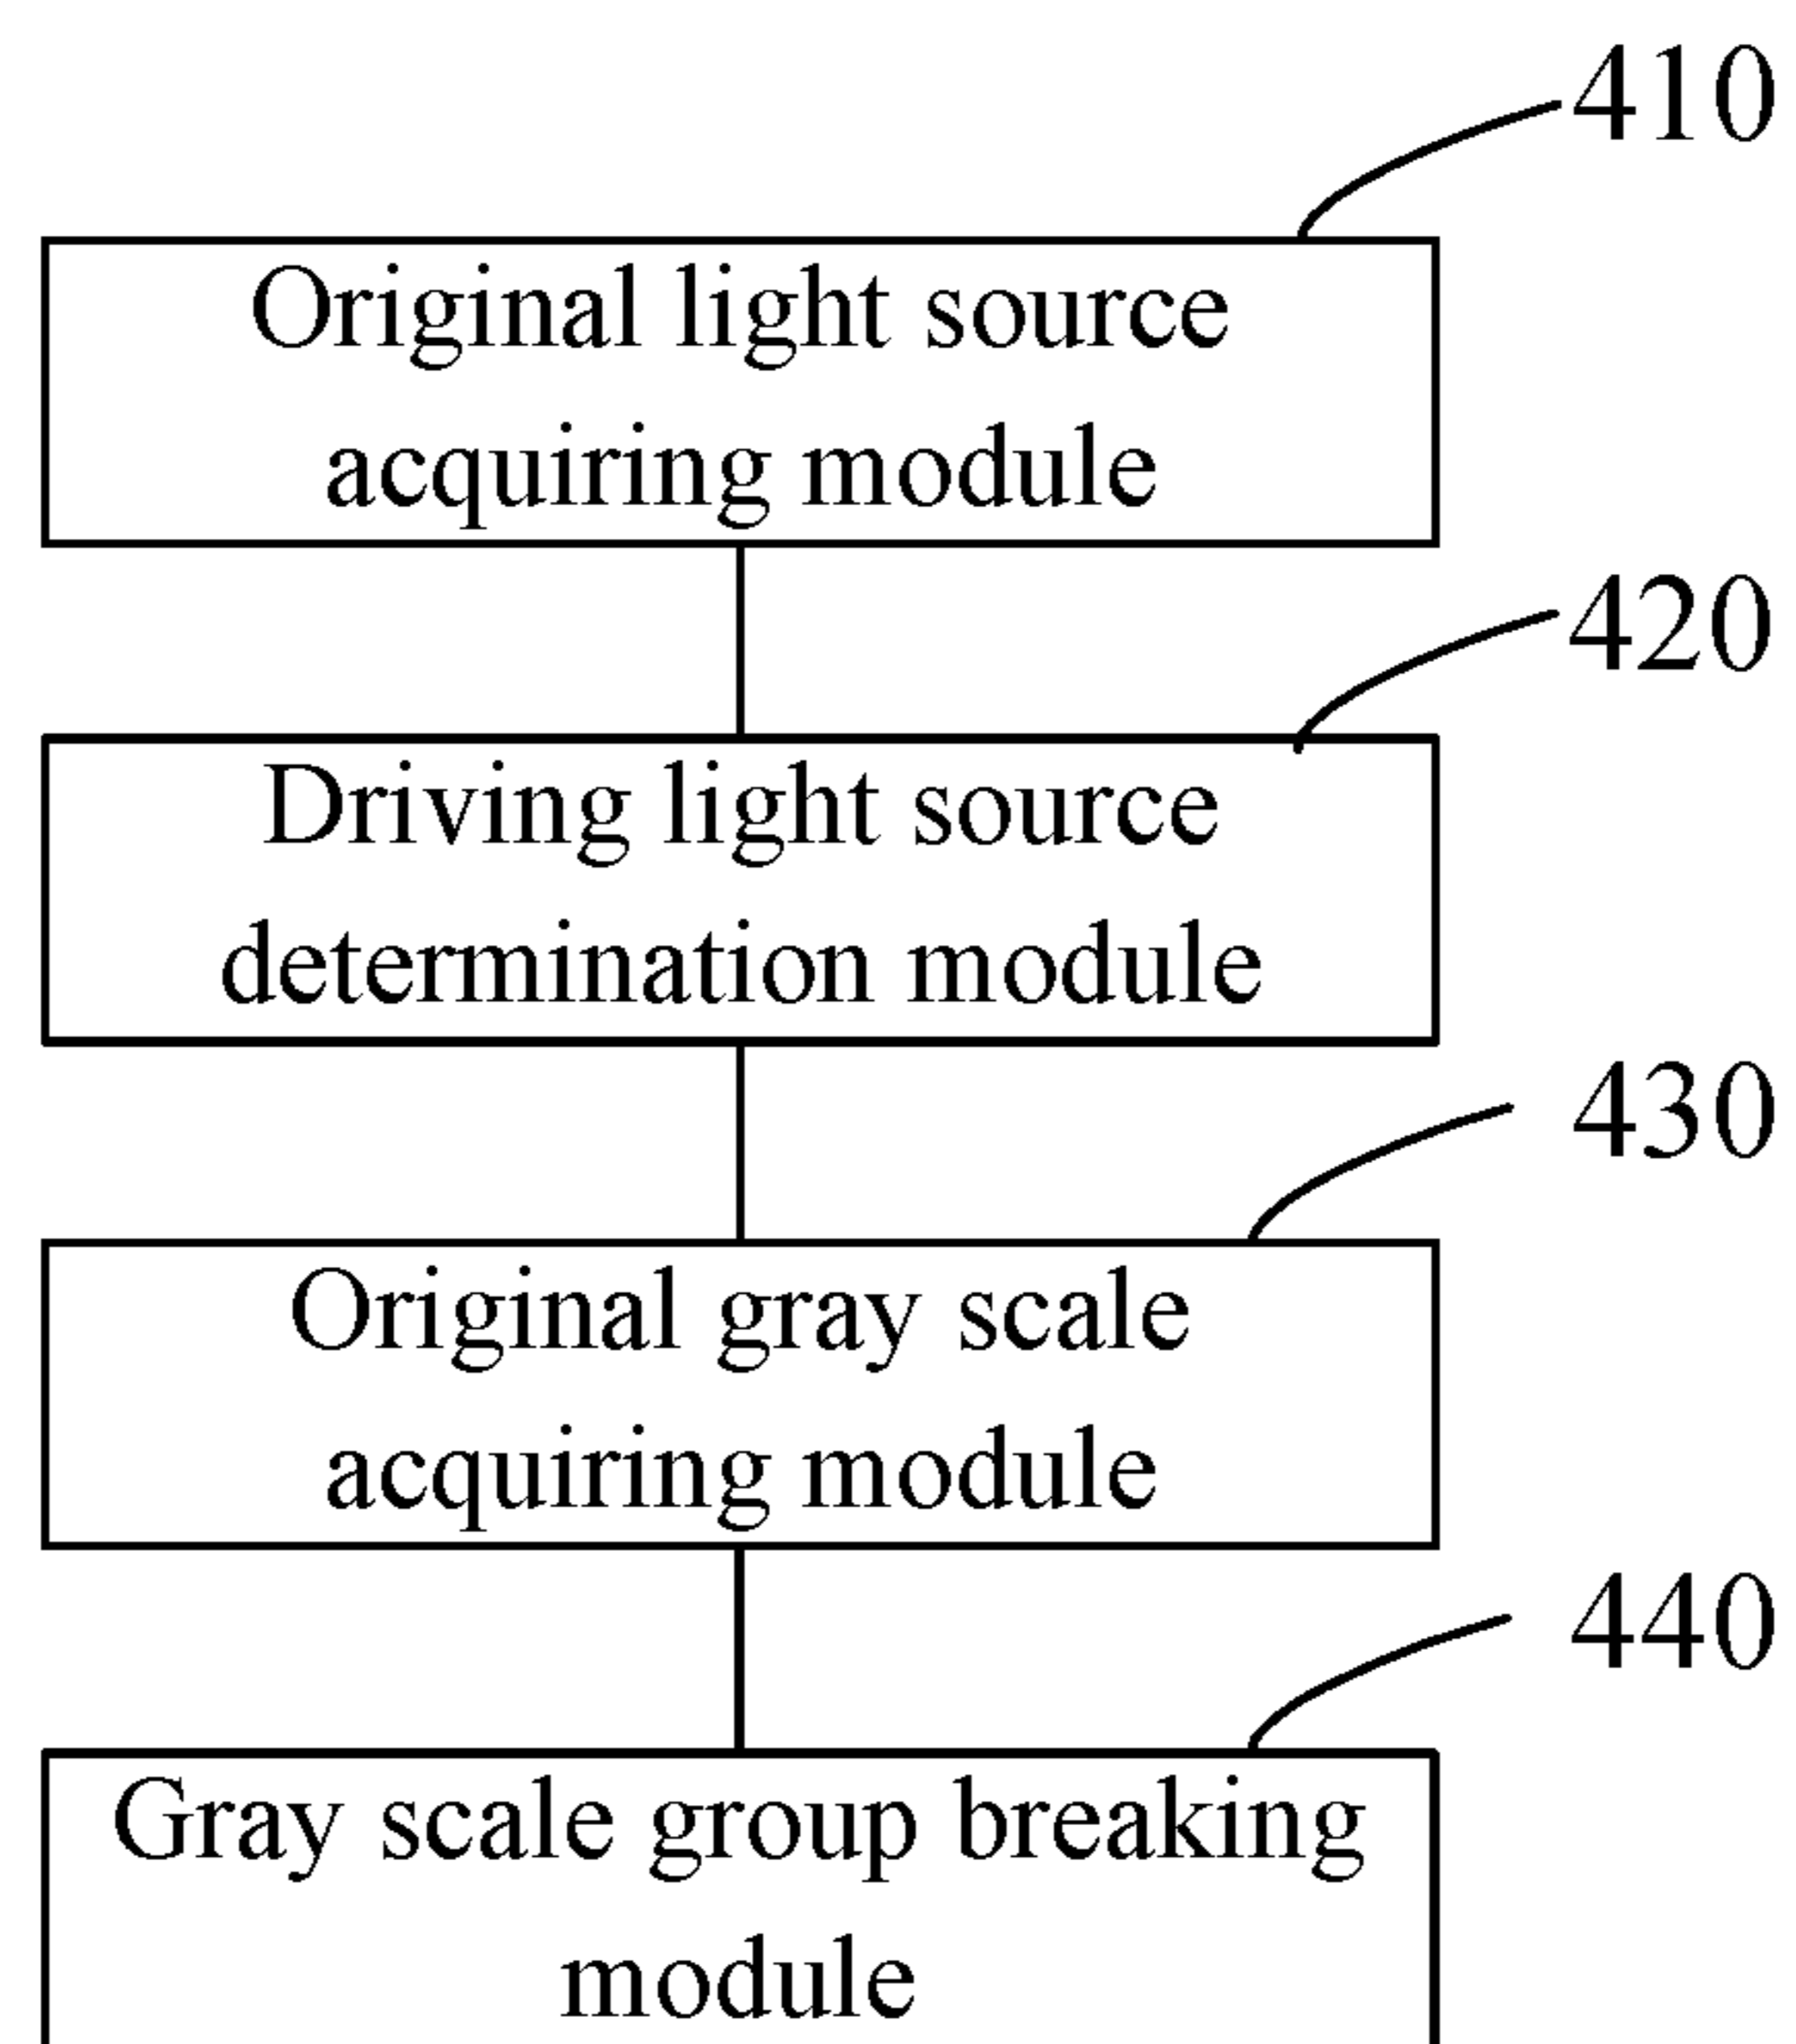 410
Original light source
acquiring module
420
Driving light source
determination module
430
Original gray scale
acquiring module
440
Gray scale group breaking
module